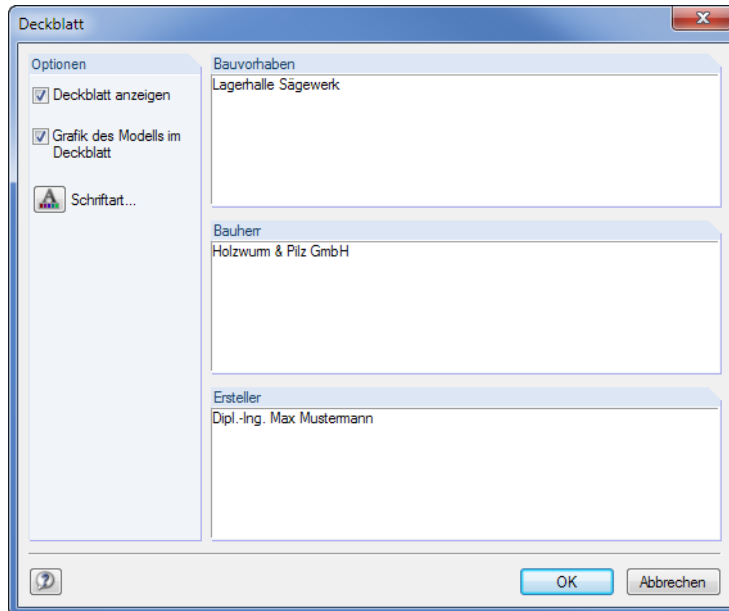 Deckblatt
Optionen
Deckblatt anzeigen
Grafik des Modells im
Deckblatt
Schriftart...
Bauvorhaben
Lagerhalle Sägewerk
Bauherr
Holzwurm & Pilz GmbH
Ersteller
Dipl.-Ing. Max Mustermann
OK
Abbrechen